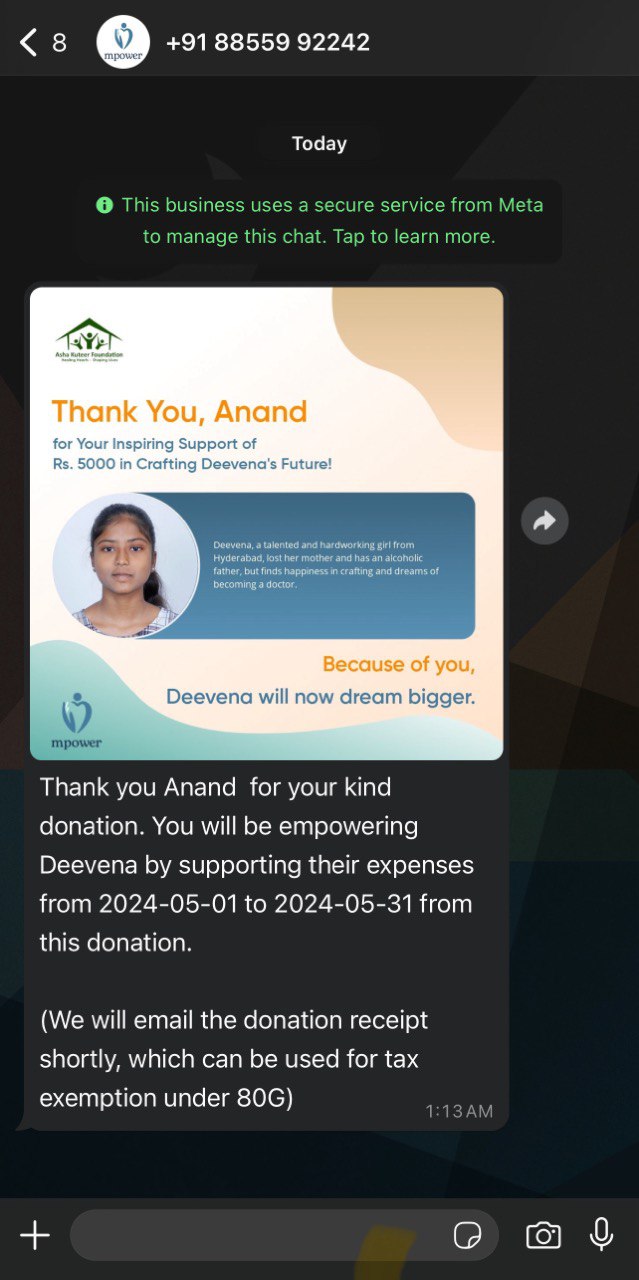 8
mpower
+91 88559 92242
Today
This business uses a secure service from Meta
to manage this chat. Tap to learn more.
Asha Kuteer Foundation
Thank You, Anand
for Your Inspiring Support of
Rs. 5000 in Crafting Deevena's Future!
Deevena, a talented and hardworking girl from
Hyderabad, lost her mother and has an alcoholic
father, but finds happiness in crafting and dreams of
becoming a doctor.
Because of you,
Deevena will now dream bigger.
mpower
Thank you Anand  for your kind
donation. You will be empowering
Deevena by supporting their expenses
from 2024-05-01 to 2024-05-31 from
this donation.
(We will email the donation receipt
shortly, which can be used for tax
exemption under 80G)
1:13 AM